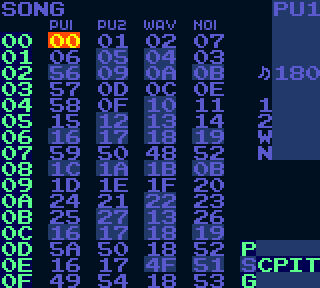 SONG PU1
PU1 PU2 WAV NOI
00 00 01 02 07
01 06 05 04 03
02 56 09 0A 0B ♪180
03 57 0D 0C 0E
04 58 0F 10 11 1
05 15 12 13 14 2
06 16 17 18 19 W
07 59 50 48 52 N
08 1C 1A 1B 0B
09 1D 1E 1F 20
0A 24 21 22 23
0B 25 27 13 26
0C 16 17 18 19
0D 5A 50 18 52 P
0E 16 17 4F 51 SCPIT
0F 49 54 18 53 G